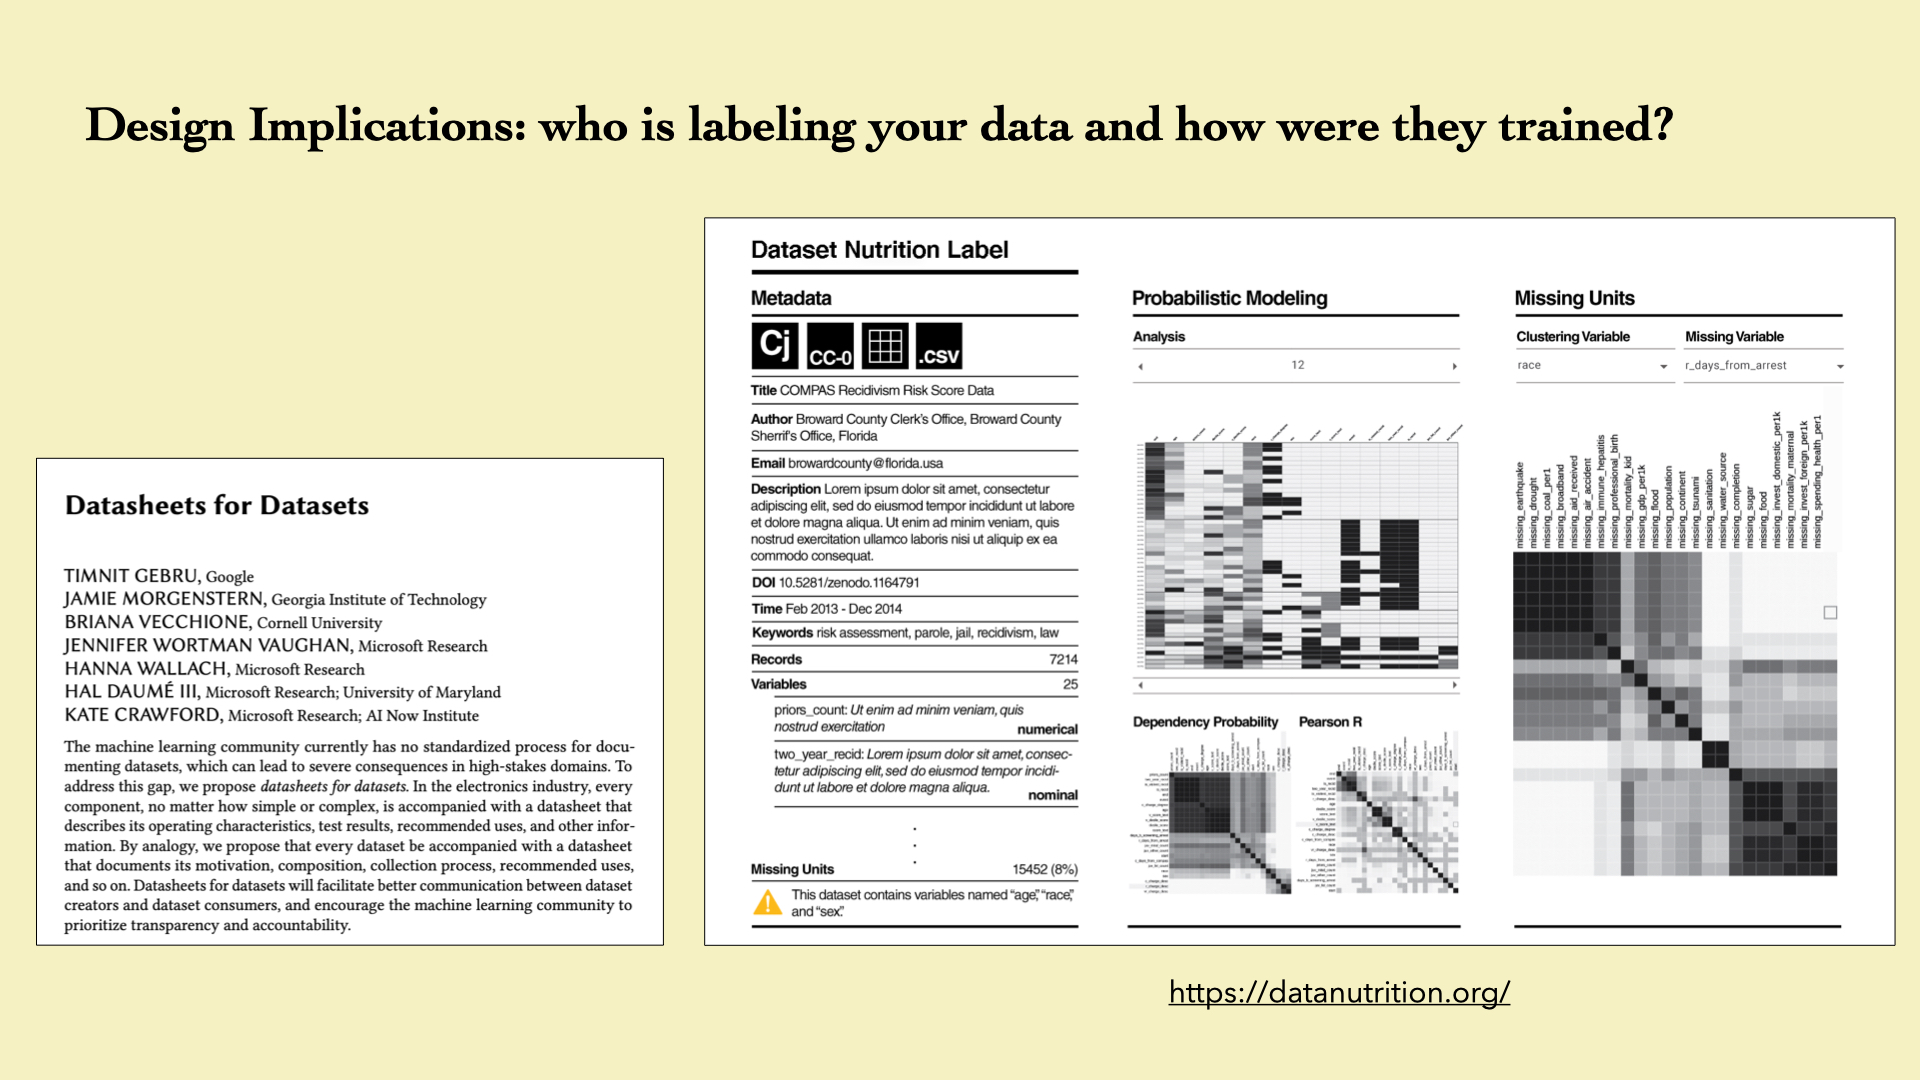 Design Implications: who is labeling your data and how were they trained?
Datasheets for Datasets
TIMNIT GEBRU, Google
JAMIE MORGENSTERN, Georgia Institute of Technology
BRIANA VECCHIONE, Cornell University
JENNIFER WORTMAN VAUGHAN, Microsoft Research
HANNA WALLACH, Microsoft Research
HAL DAUMÉ III, Microsoft Research; University of Maryland
KATE CRAWFORD, Microsoft Research; AI Now Institute
The machine learning community currently has no standardized process for docu-
menting datasets, which can lead to severe consequences in high-stakes domains. To
address this gap, we propose datasheets for datasets. In the electronics industry, every
component, no matter how simple or complex, is accompanied with a datasheet that
describes its operating characteristics, test results, recommended uses, and other infor-
mation. By analogy, we propose that every dataset be accompanied with a datasheet
that documents its motivation, composition, collection process, recommended uses,
and so on. Datasheets for datasets will facilitate better communication between dataset
creators and dataset consumers, and encourage the machine learning community to
prioritize transparency and accountability.
Dataset Nutrition Label
Metadata
Cj CC-0 .CSV
Title COMPAS Recidivism Risk Score Data
Author Broward County Clerk's Office, Broward County
Sherrif's Office, Florida
Email browardcounty@florida.usa
Description Lorem ipsum dolor sit amet, consectetur
adipiscing elit, sed do eiusmod tempor incididunt ut labore
et dolore magna aliqua. Ut enim ad minim veniam, quis
nostrud exercitation ullamco laboris nisi ut aliquip ex ea
commodo consequat.
DOI 10.5281/zenodo.1164791
Time Feb 2013 - Dec 2014
Keywords risk assessment, parole, jail, recidivism, law
Records 7214
Variables 25
priors_count: Ut enim ad minim veniam, quis
nostrud exercitation numerical
two_year_recid: Lorem ipsum dolor sit amet, consec-
tetur adipiscing elit, sed do eiusmod tempor incidi-
dunt ut labore et dolore magna aliqua.
nominal
Missing Units 15452 (8%)
This dataset contains variables named “age”, “race”,
and “sex”.
Probabilistic Modeling
Analysis
12
Dependency Probability Pearson R
Missing Units
Clustering Variable Missing Variable
race r_days_from_arrest
missing_earthquake
missing_drought
missing_coal_per1
missing_broadband
missing_aid_received
missing_air_accident
missing_immune_hepatitis
missing_professional_birth
missing_mortality_kid
missing_gdp_per1k
missing_flood
missing_population
missing_continent
missing_tsunami
missing_sanitation
missing_water_source
missing_completion
missing_sugar
missing_food
missing_invest_domestic_per1k
missing_mortality_maternal
missing_invest_foreign_per1k
missing_spending_health_per1
https://datanutrition.org/